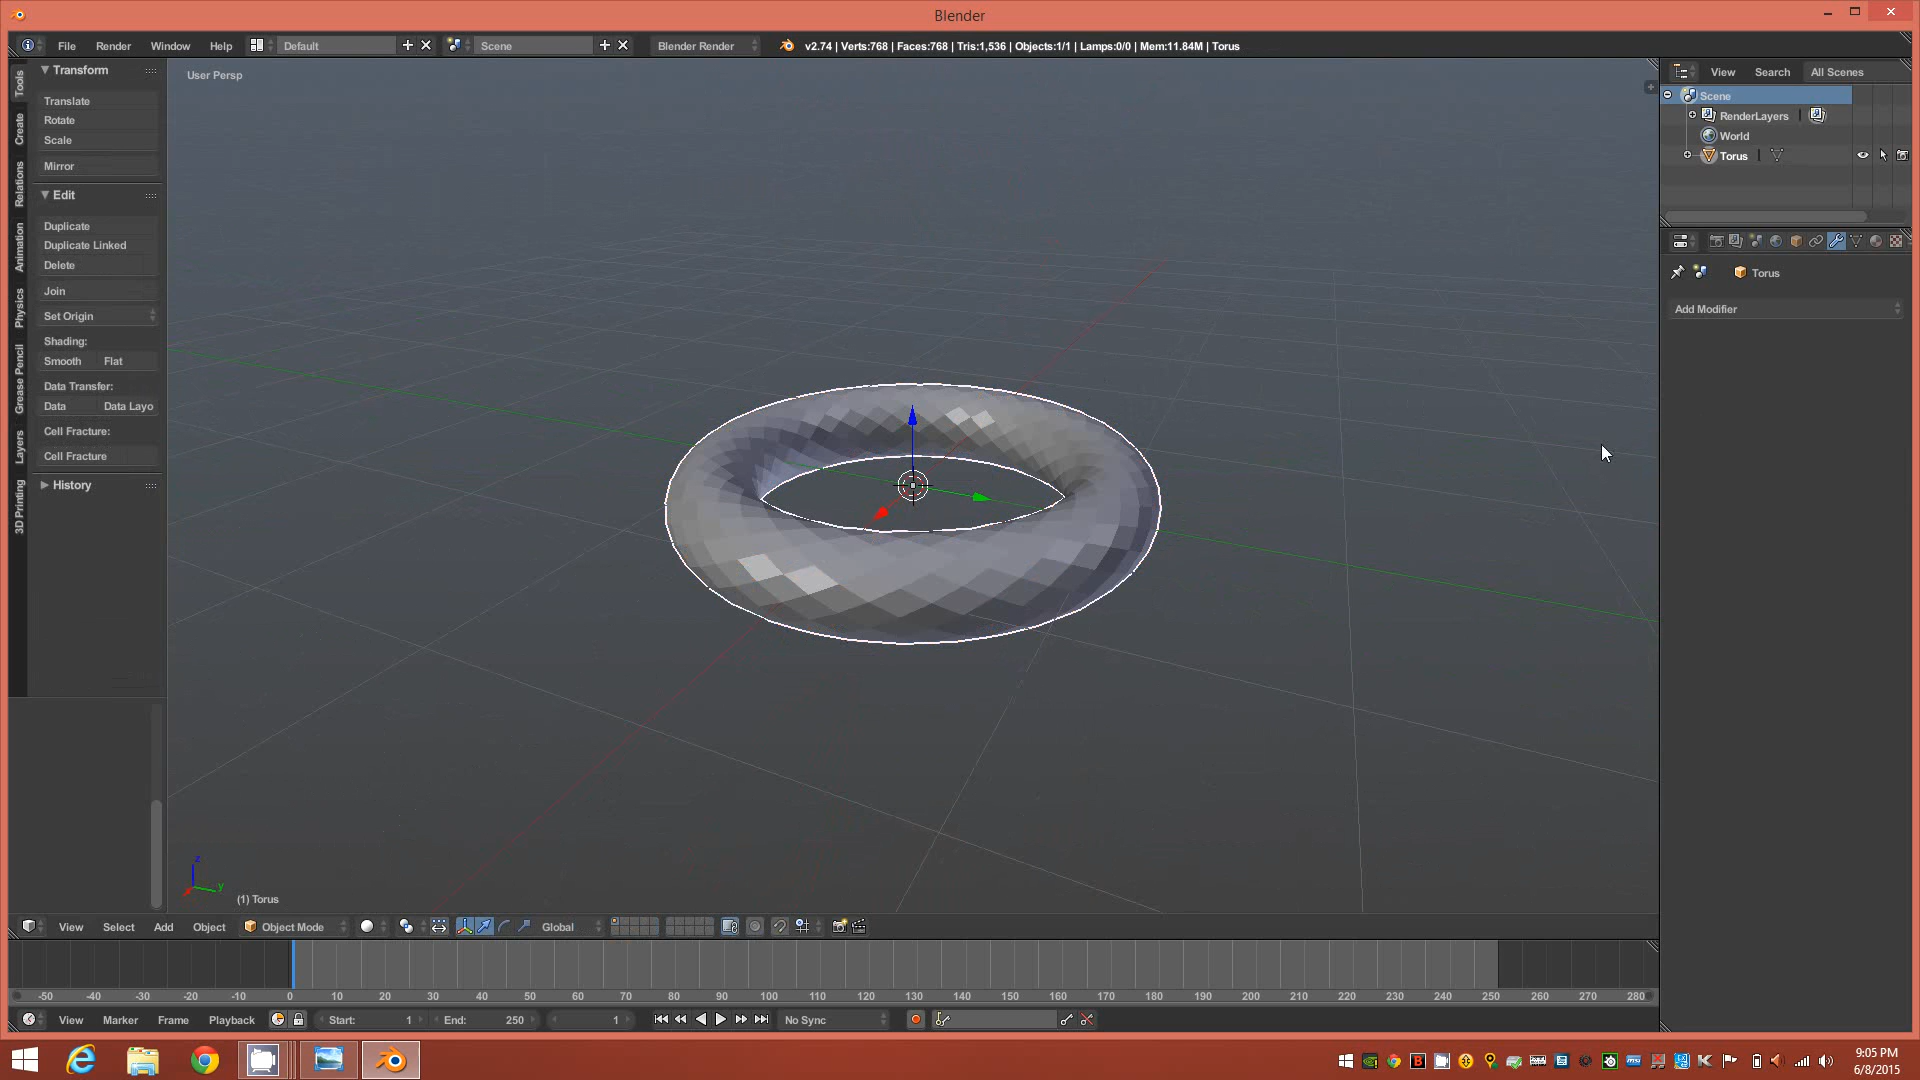 Blender
File Render Window Help Default Scene Blender Render v2.74 | Verts:768 | Faces:768 | Tris:1,536 | Objects:1/1 | Lamps:0/0 | Mem:11.84M | Torus
Tools
Create
Relations
Animation
Physics
Grease Pencil
Layers
3D Printing
Transform
Translate
Rotate
Scale
Mirror
Edit
Duplicate
Duplicate Linked
Delete
Join
Set Origin
Shading:
Smooth Flat
Data Transfer:
Data Data Layo
Cell Fracture:
Cell Fracture
History
User Persp
z
y
(1) Torus
View Search All Scenes
Scene
RenderLayers
World
Torus
Torus
Add Modifier
View Select Add Object Object Mode Global
-50 -40 -30 -20 -10 0 10 20 30 40 50 60 70 80 90 100 110 120 130 140 150 160 170 180 190 200 210 220 230 240 250 260 270 280
View Marker Frame Playback Start: 1 End: 250 1 No Sync
9:05 PM
6/8/2015